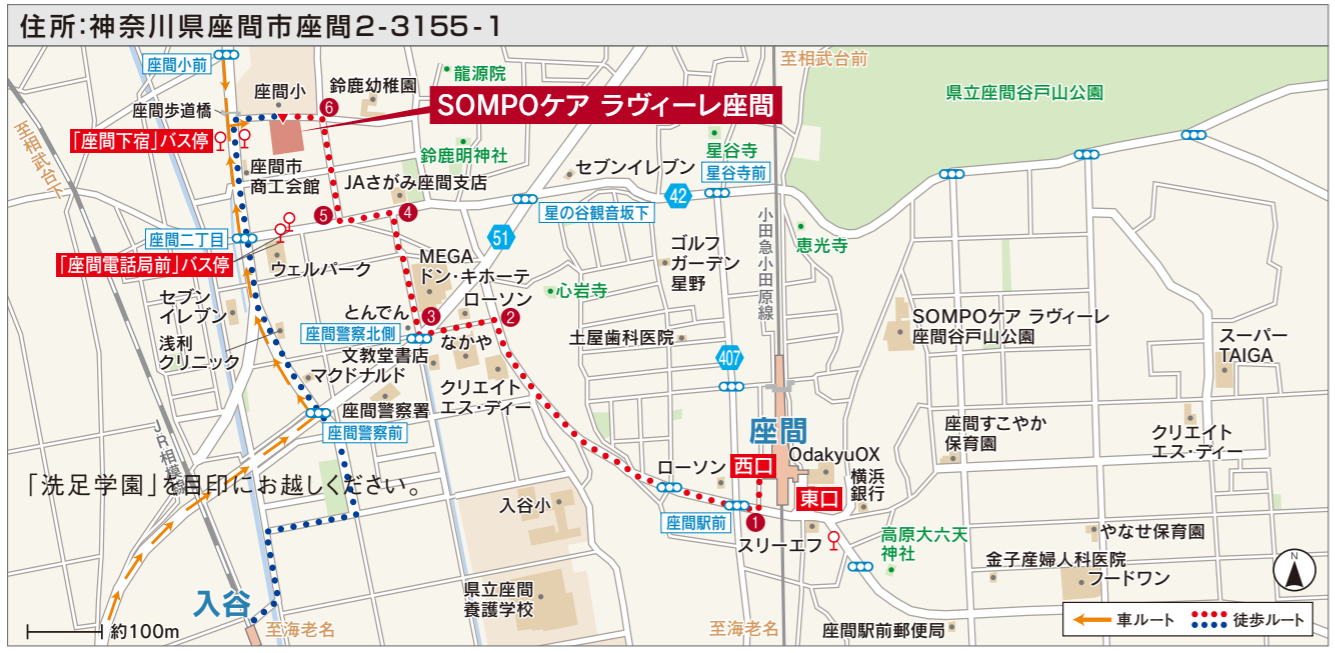 住所:神奈川県座間市座間2-3155-1
座間小前
座間小
鈴鹿幼稚園
龍源院
至相武台前
県立座間谷戸山公園
座間歩道橋
6
SOMPOケア ラヴィーレ座間
至相武台下
「座間下宿」バス停
鈴鹿明神社
星谷寺
座間市
商工会館
JAさがみ座間支店
セブンイレブン
星谷寺前
42
5
4
星の谷観音坂下
小田急小田原線
座間二丁目
51
恵光寺
「座間電話局前」バス停
ウェルパーク
MEGA
ドン・キホーテ
ゴルフ
ガーデン
星野
心岩寺
セブン
イレブン
とんでん
ローソン
3
2
座間警察北側
浅利
クリニック
文教堂書店
なかや
土屋歯科医院
SOMPOケア ラヴィーレ
座間谷戸山公園
スーパー
TAIGA
407
マクドナルド
クリエイト
エス・ディー
座間警察署
座間警察前
座間
座間すこやか
保育園
クリエイト
エス・ディー
JR相模線
「洗足学園」を目印にお越しください。
ローソン
西口
OdakyuOX
横浜
銀行
東口
入谷小
座間駅前
1
スリーエフ
高原大六天
神社
やなせ保育園
金子産婦人科医院
フードワン
県立座間
養護学校
入谷
N
約100m
至海老名
至海老名
座間駅前郵便局
車ルート
徒歩ルート